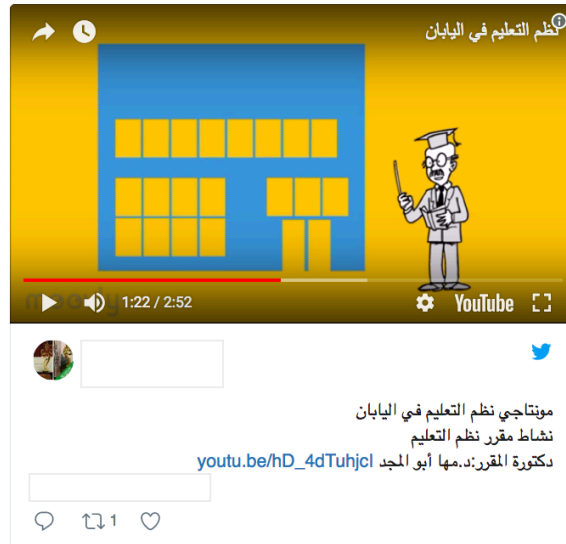 نظم التعليم في اليابان
1:22 / 2:52
YouTube
مونتاجي نظم التعليم في اليابان
نشاط مقرر نظم التعليم
دكتورة المقرر:د.مها أبو المجد youtu.be/hD_4dTuhjcI
1